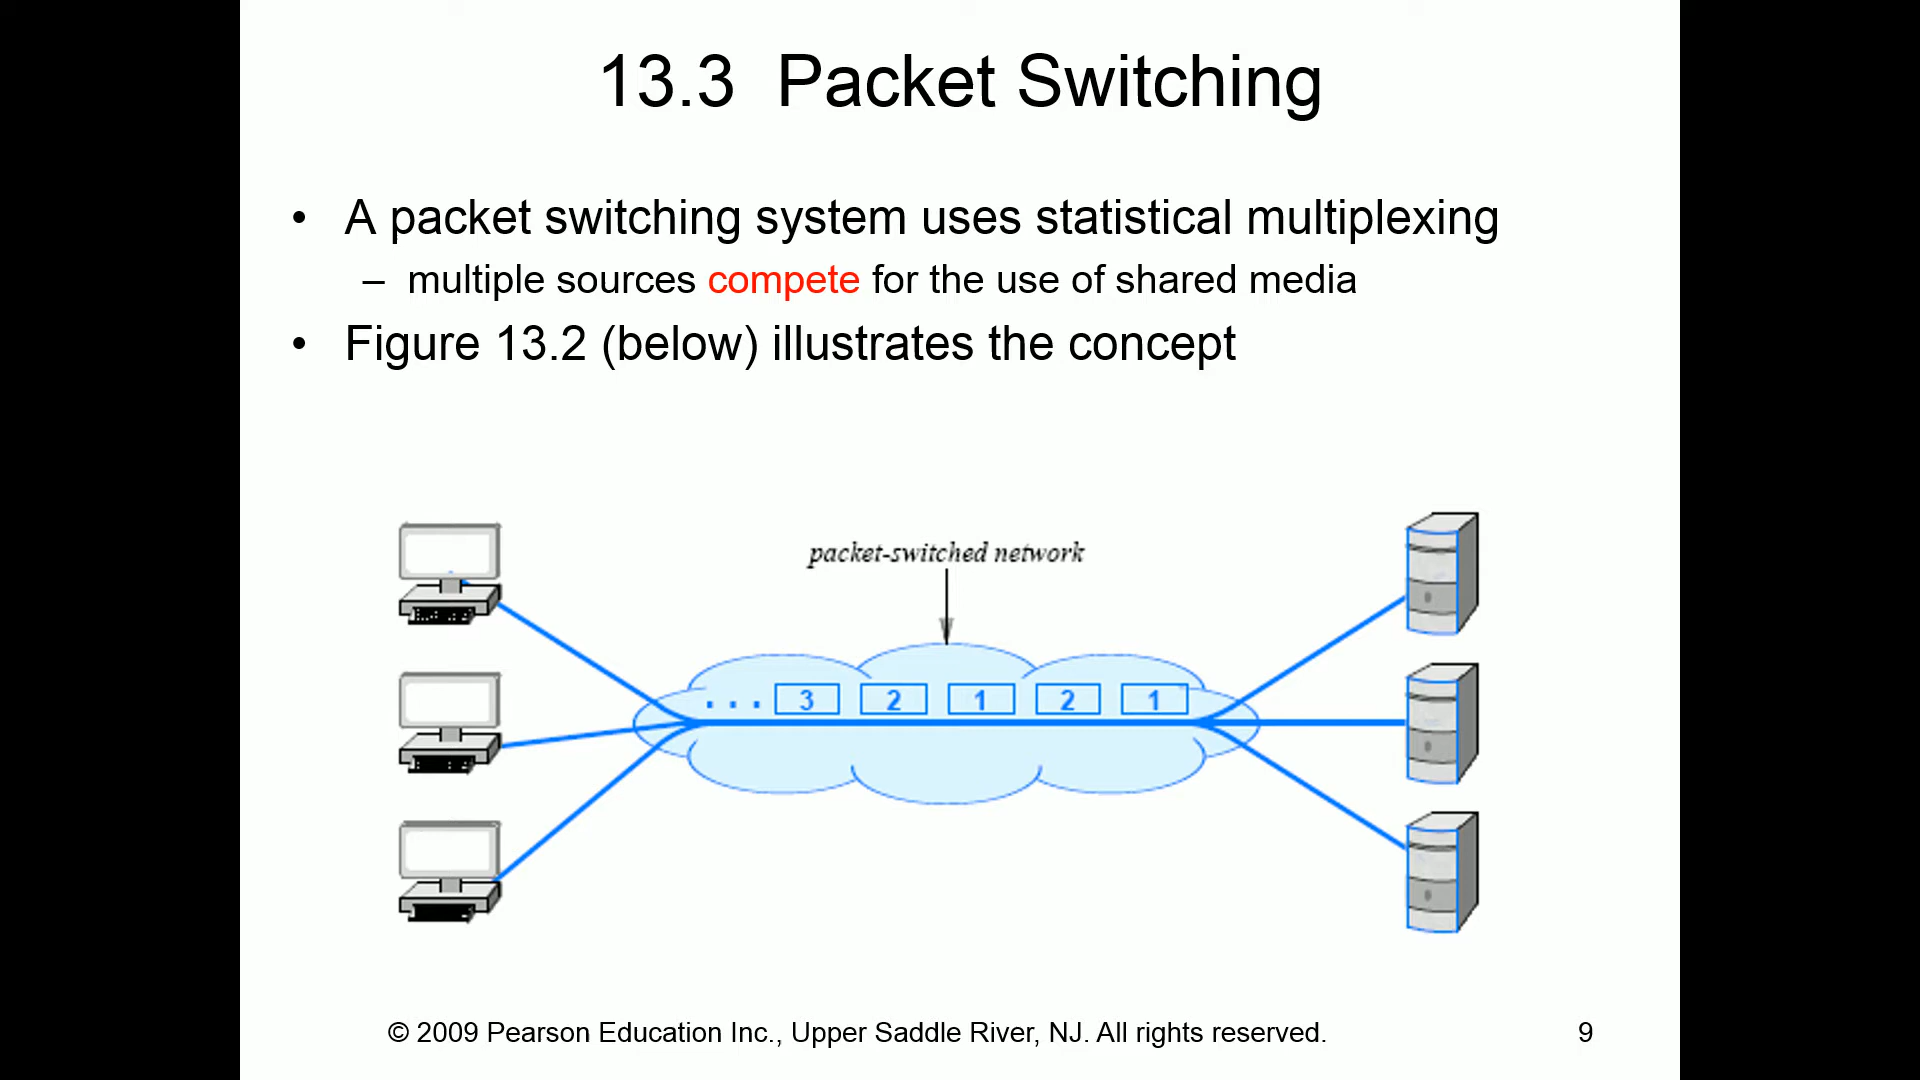 13.3 Packet Switching
• A packet switching system uses statistical multiplexing
– multiple sources compete for the use of shared media
• Figure 13.2 (below) illustrates the concept
packet-switched network
. . . 3 2 1 2 1
© 2009 Pearson Education Inc., Upper Saddle River, NJ. All rights reserved. 9